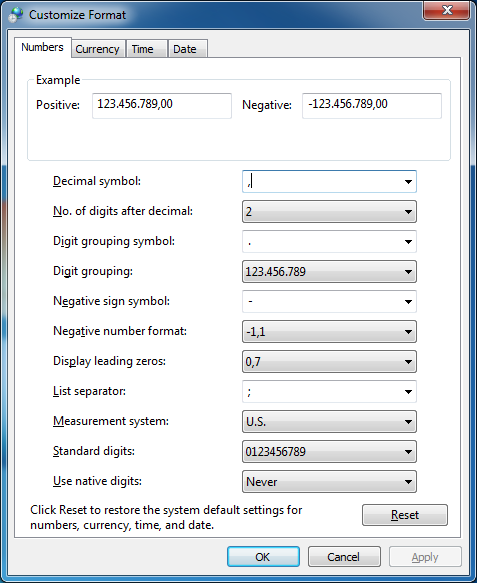 Customize Format
Numbers Currency Time Date
Example
Positive: 123.456.789,00 Negative: -123.456.789,00
Decimal symbol: ,
No. of digits after decimal: 2
Digit grouping symbol: .
Digit grouping: 123.456.789
Negative sign symbol: -
Negative number format: -1,1
Display leading zeros: 0,7
List separator: ;
Measurement system: U.S.
Standard digits: 0123456789
Use native digits: Never
Click Reset to restore the system default settings for
numbers, currency, time, and date.
Reset
OK Cancel Apply